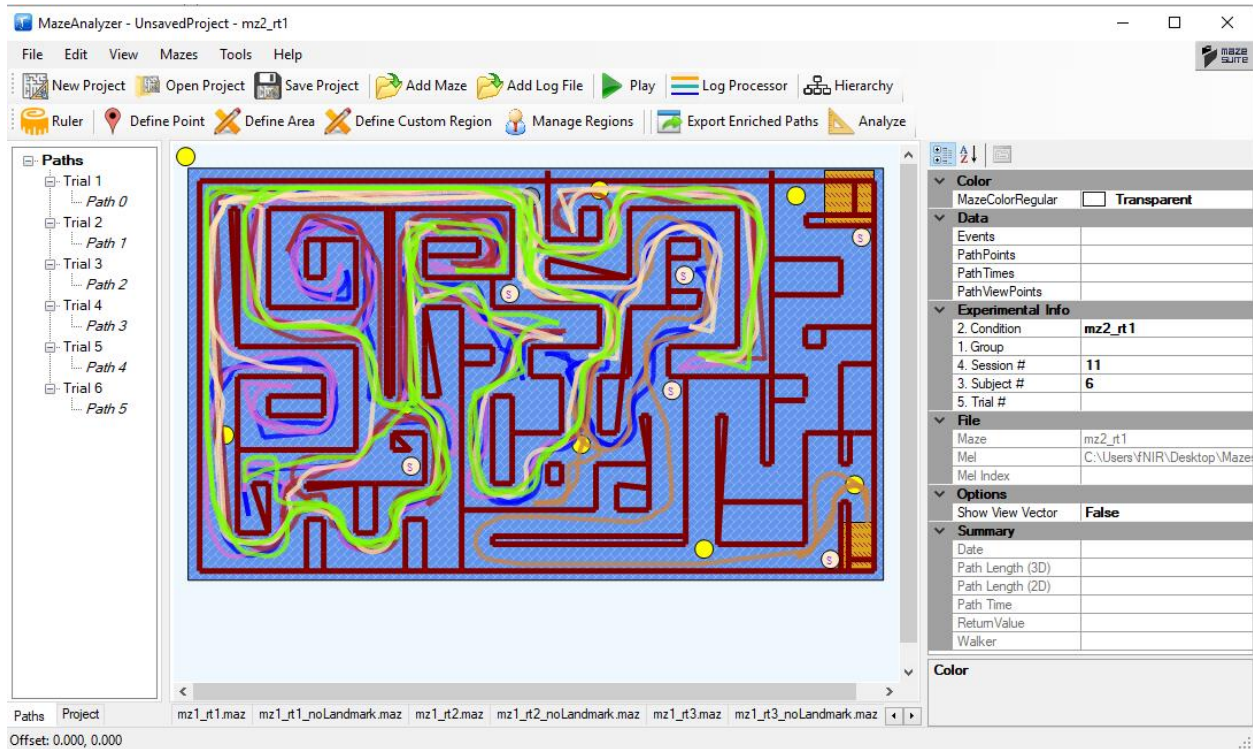 MazeAnalyzer - UnsavedProject - mz2_rt1
File Edit View Mazes Tools Help
maze suite
New Project Open Project Save Project Add Maze Add Log File Play Log Processor Hierarchy
Ruler Define Point Define Area Define Custom Region Manage Regions Export Enriched Paths Analyze
Paths
Trial 1
Path 0
Trial 2
Path 1
Trial 3
Path 2
Trial 4
Path 3
Trial 5
Path 4
Trial 6
Path 5
S
S
S
S
S
S
Color
MazeColorRegular Transparent
Data
Events
PathPoints
PathTimes
PathViewPoints
Experimental Info
2. Condition mz2_rt1
1. Group
4. Session # 11
3. Subject # 6
5. Trial #
File
Maze mz2_rt1
Mel C:\Users\fNIR\Desktop\Mazes
Mel Index
Options
Show View Vector False
Summary
Date
Path Length (3D)
Path Length (2D)
Path Time
ReturnValue
Walker
Color
Paths Project mz1_rt1.maz mz1_rt1_noLandmark.maz mz1_rt2.maz mz1_rt2_noLandmark.maz mz1_rt3.maz mz1_rt3_noLandmark.maz
Offset: 0.000, 0.000